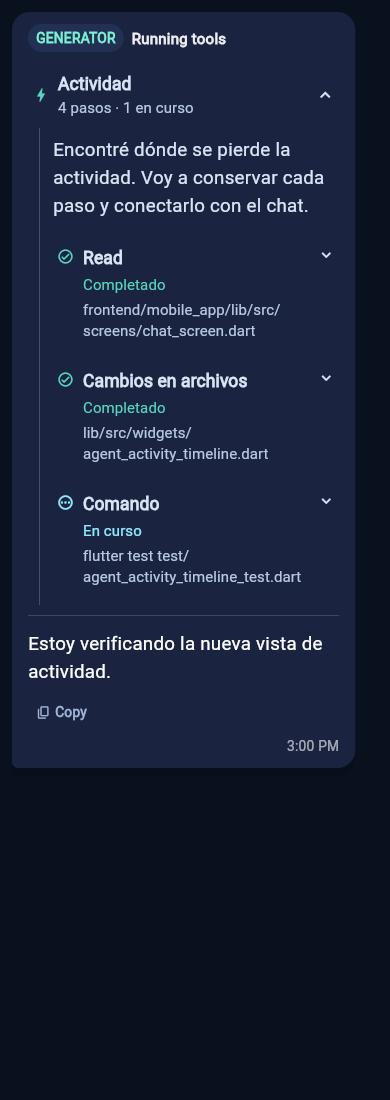 GENERATOR Running tools
Actividad
4 pasos · 1 en curso
Encontré dónde se pierde la
actividad. Voy a conservar cada
paso y conectarlo con el chat.
Read
Completado
frontend/mobile_app/lib/src/
screens/chat_screen.dart
Cambios en archivos
Completado
lib/src/widgets/
agent_activity_timeline.dart
Comando
En curso
flutter test test/
agent_activity_timeline_test.dart
Estoy verificando la nueva vista de
actividad.
Copy
3:00 PM